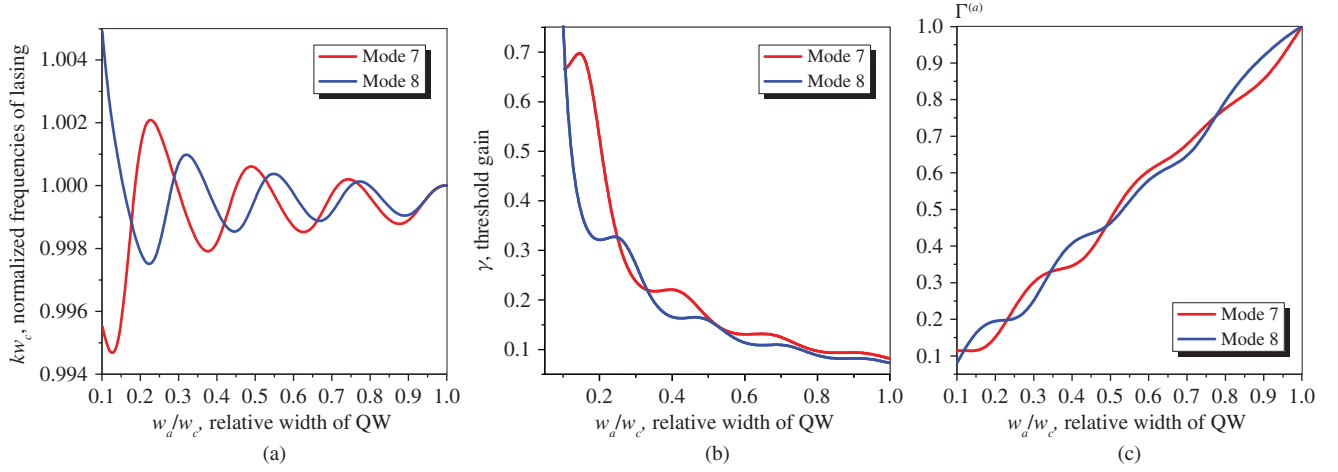 1.004
1.002
1.000
0.998
0.996
0.994
kw_c, normalized frequencies of lasing
Mode 7
Mode 8
0.1 0.2 0.3 0.4 0.5 0.6 0.7 0.8 0.9 1.0
w_a/w_c, relative width of QW
(a)
0.7
0.6
0.5
0.4
0.3
0.2
0.1
γ, threshold gain
Mode 7
Mode 8
0.2 0.4 0.6 0.8 1.0
w_a/w_c, relative width of QW
(b)
Γ^(a)
1.0
0.9
0.8
0.7
0.6
0.5
0.4
0.3
0.2
0.1
Mode 7
Mode 8
0.1 0.2 0.3 0.4 0.5 0.6 0.7 0.8 0.9 1.0
w_a/w_c, relative width of QW
(c)